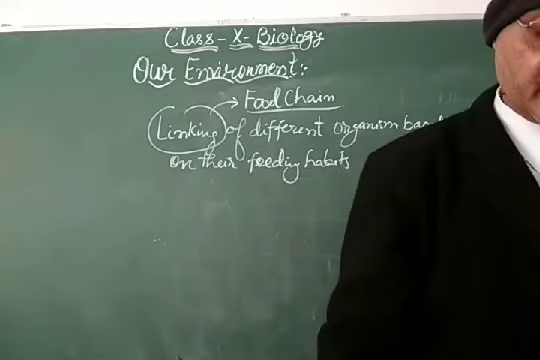 Class - X - Biology
Our Environment :-
→ Food Chain
Linking of different organism
on their feeding habits